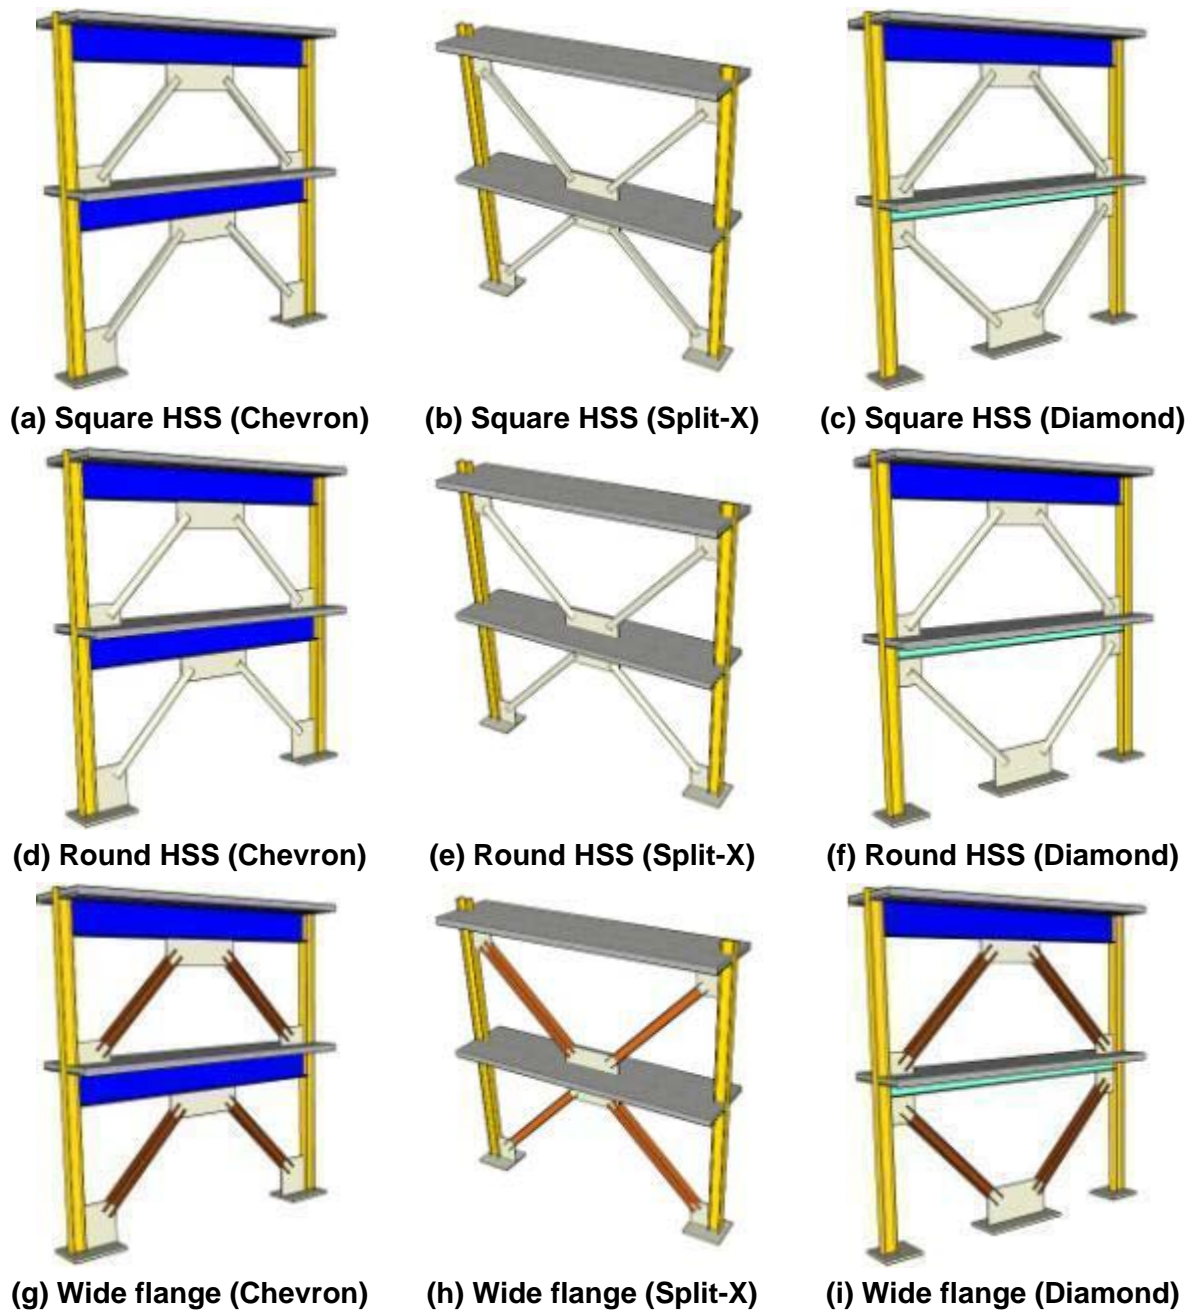 (a) Square HSS (Chevron)
(b) Square HSS (Split-X)
(c) Square HSS (Diamond)
(d) Round HSS (Chevron)
(e) Round HSS (Split-X)
(f) Round HSS (Diamond)
(g) Wide flange (Chevron)
(h) Wide flange (Split-X)
(i) Wide flange (Diamond)